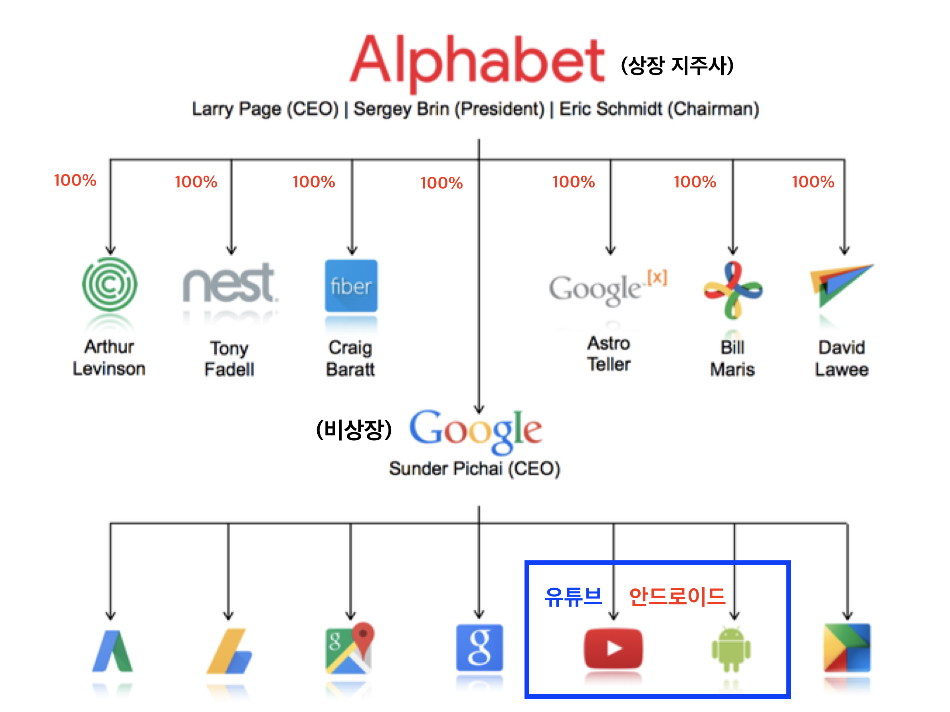 Alphabet (상장 지주사)
Larry Page (CEO) | Sergey Brin (President) | Eric Schmidt (Chairman)
100% 100% 100% 100% 100% 100% 100%
nest fiber Google [x]
Arthur Levinson
Tony Fadell
Craig Baratt
Astro Teller
Bill Maris
David Lawee
(비상장) Google
Sunder Pichai (CEO)
유튜브 안드로이드
8 g